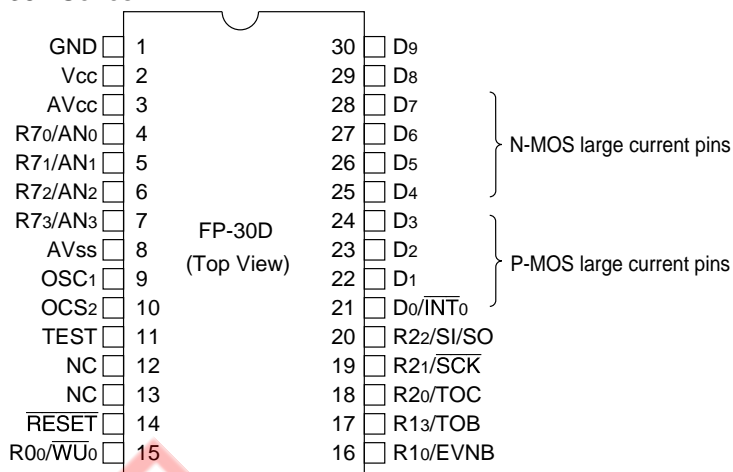 GND 1 30 D9
Vcc 2 29 D8
AVcc 3 28 D7
R70/AN0 4 27 D6
N-MOS large current pins
R71/AN1 5 26 D5
R72/AN2 6 25 D4
R73/AN3 7 24 D3
FP-30D
AVss 8 23 D2
(Top View)
P-MOS large current pins
OSC1 9 22 D1
OCS2 10 21 D0/INT0
TEST 11 20 R22/SI/SO
NC 12 19 R21/SCK
NC 13 18 R20/TOC
RESET 14 17 R13/TOB
R00/WU0 15 16 R10/EVNB